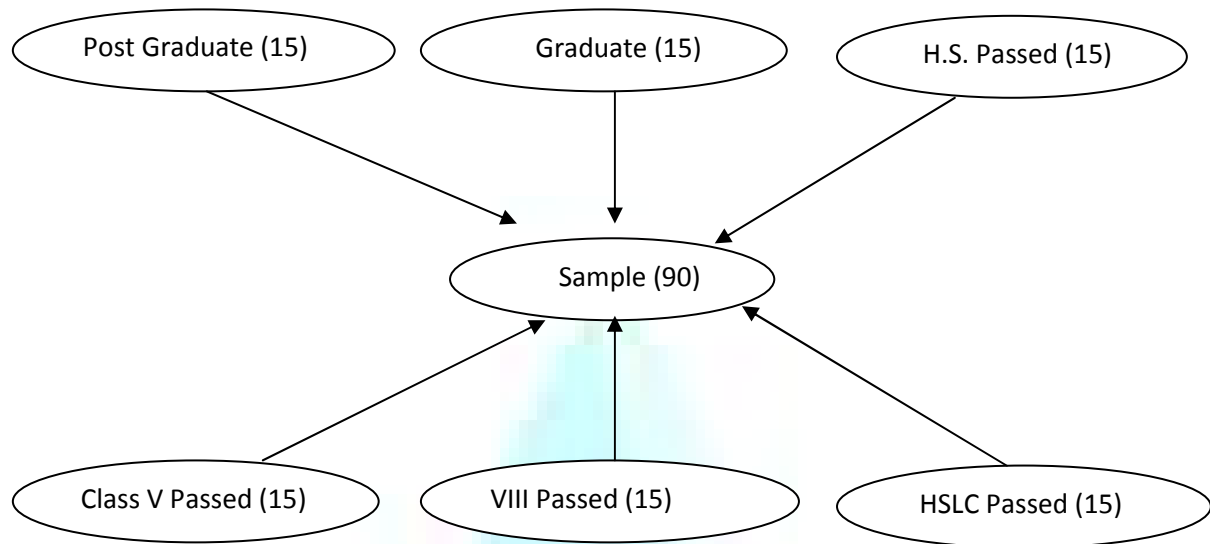 Post Graduate (15)
Graduate (15)
H.S. Passed (15)
Sample (90)
Class V Passed (15)
VIII Passed (15)
HSLC Passed (15)